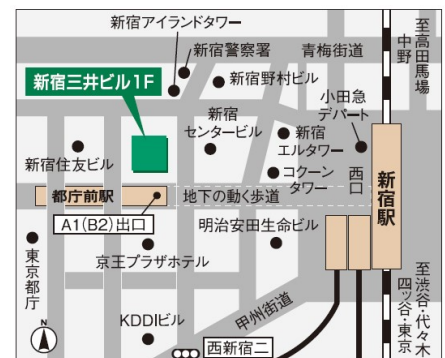 新宿アイランドタワー
新宿警察署
青梅街道
至高田馬場
中野
新宿三井ビル1F
新宿野村ビル
小田急
デパート
新宿
センタービル
新宿
エルタワー
新宿住友ビル
コクーン
タワー
西口
新宿駅
都庁前駅
地下の動く歩道
A1(B2)出口
明治安田生命ビル
東京都庁
京王プラザホテル
至渋谷・代々木
四ッ谷・東京
甲州街道
KDDIビル
西新宿二
N